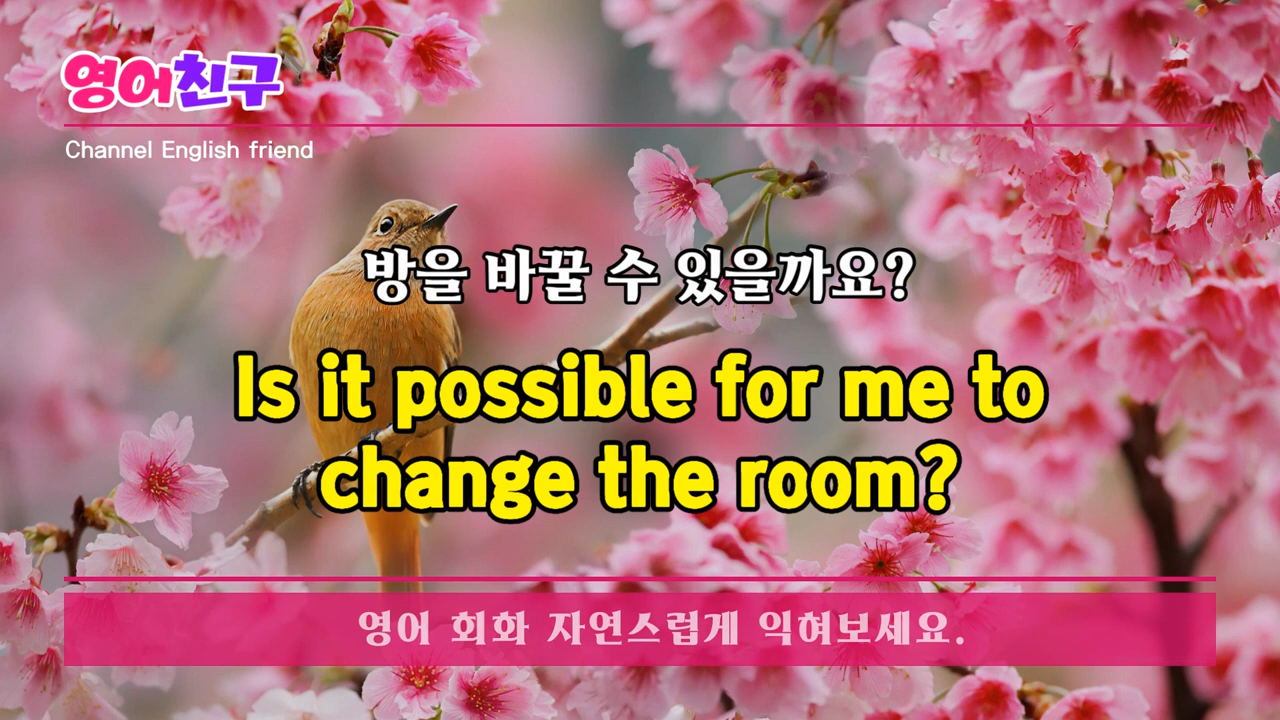 영어친구
Channel English friend
방을 바꿀 수 있을까요?
Is it possible for me to
change the room?
영어 회화 자연스럽게 익혀보세요.